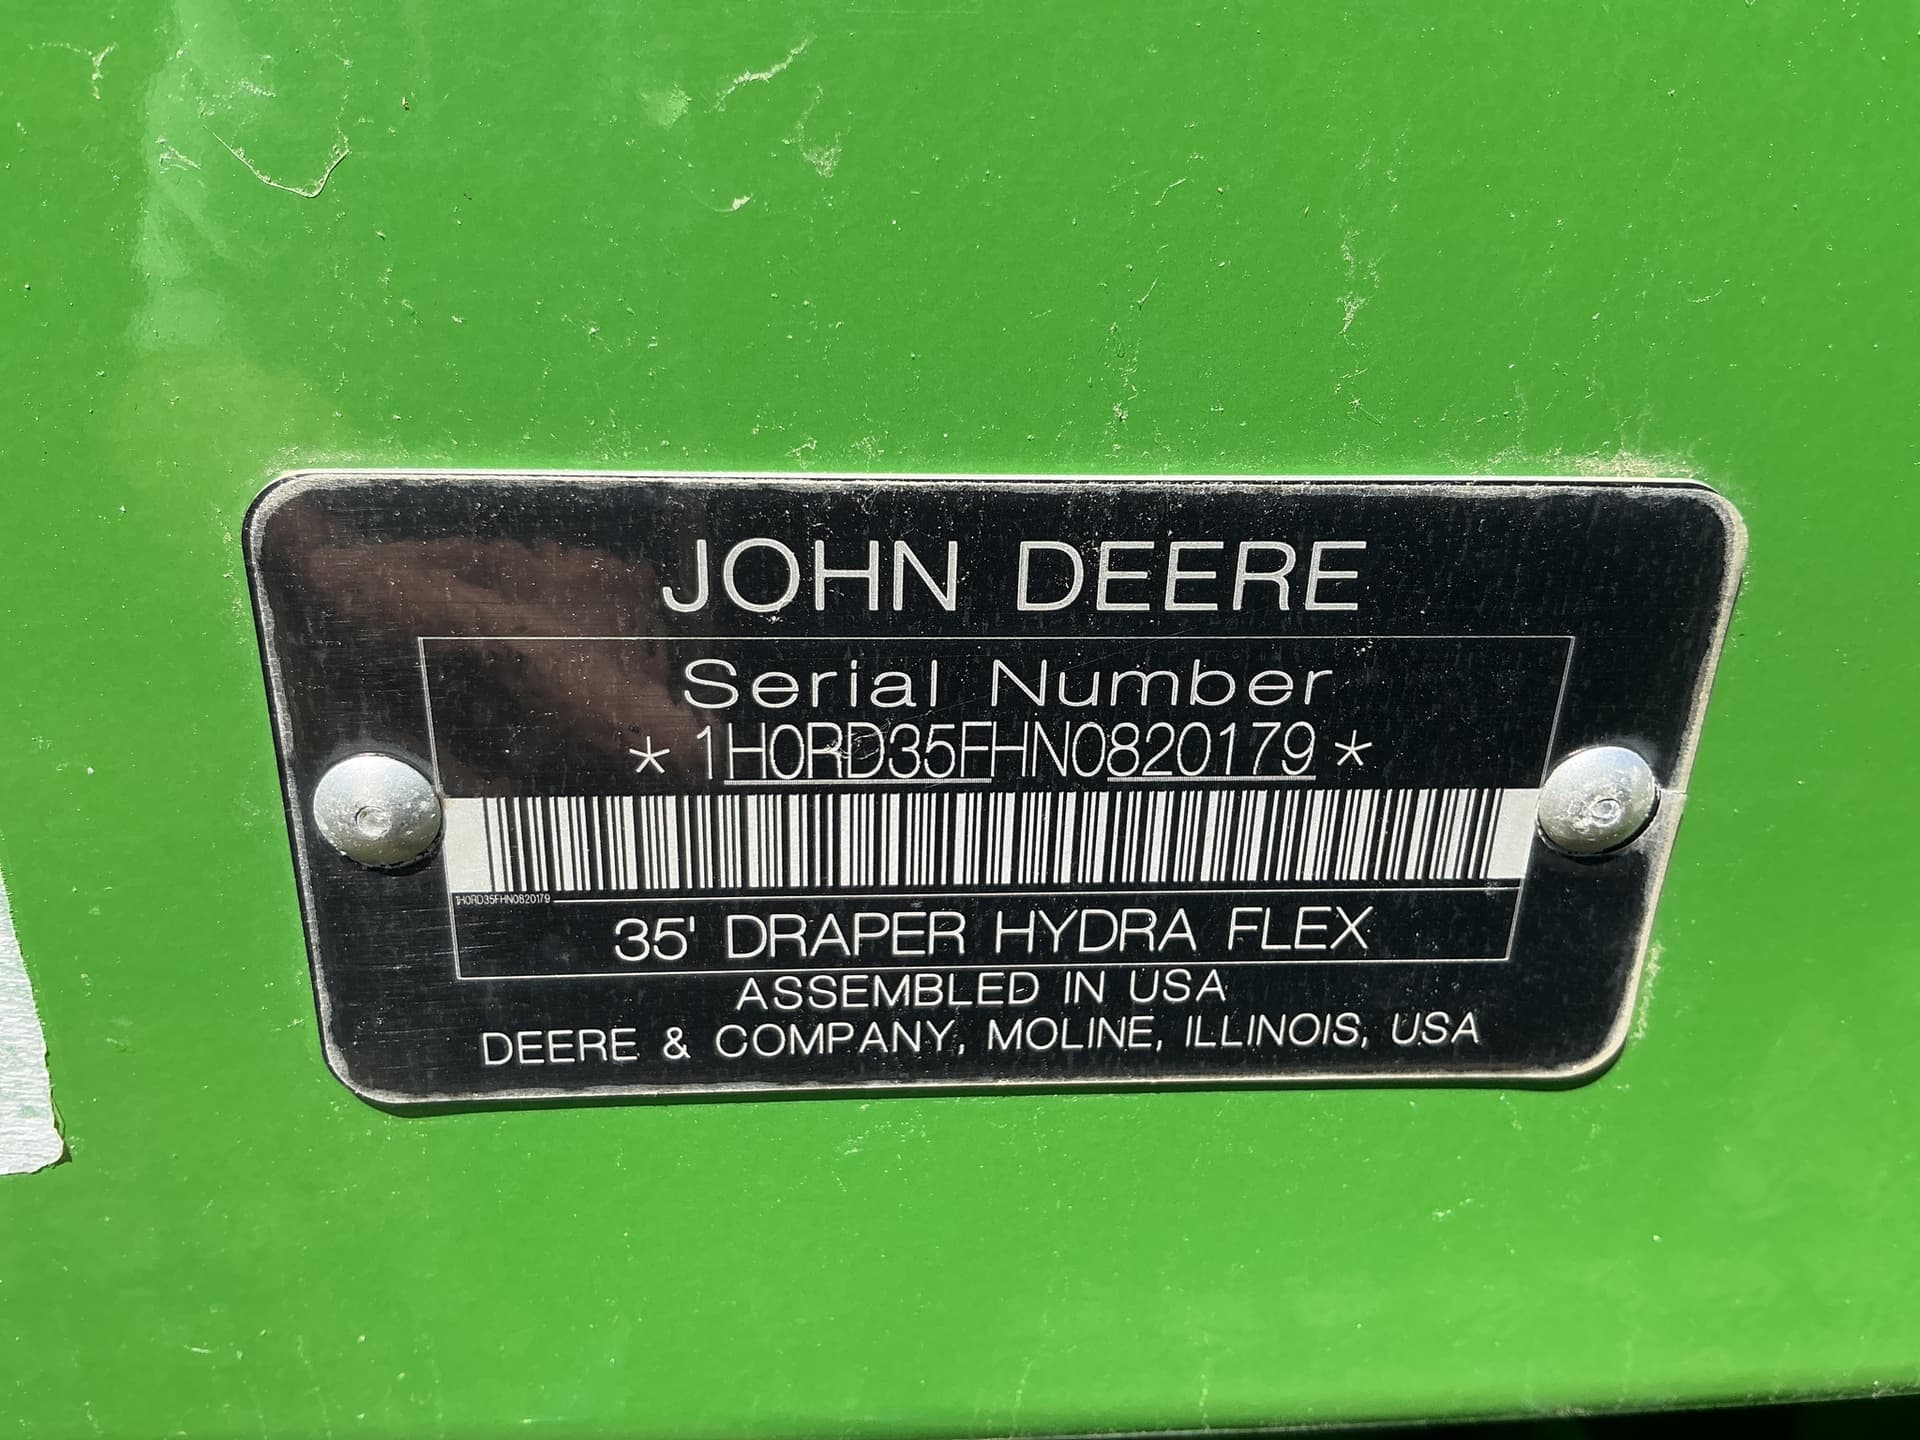 JOHN DEERE
Serial Number
* 1H0RD35FHN0820179 *
1H0RD35FHN0820179
35' DRAPER HYDRA FLEX
ASSEMBLED IN USA
DEERE & COMPANY, MOLINE, ILLINOIS, USA